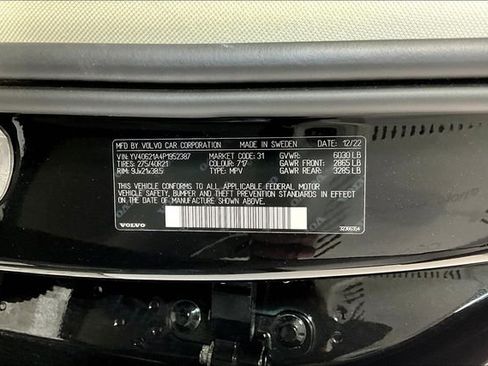 MFD BY VOLVO CAR CORPORATION MADE IN SWEDEN DATE: 12/22
VIN: YV40621A4P1952387 MARKET CODE: 31 GVWR: 6030 LB
TIRES: 275/40R21 COLOUR: 717 GAWR FRONT: 2865 LB
RIM: 9Jx21x38.5 TYPE: MPV GAWR REAR: 3285 LB
THIS VEHICLE CONFORMS TO ALL APPLICABLE FEDERAL MOTOR
VEHICLE SAFETY, BUMPER AND THEFT PREVENTION STANDARDS IN EFFECT
ON THE DATE OF MANUFACTURE SHOWN ABOVE.
VOLVO 32366354